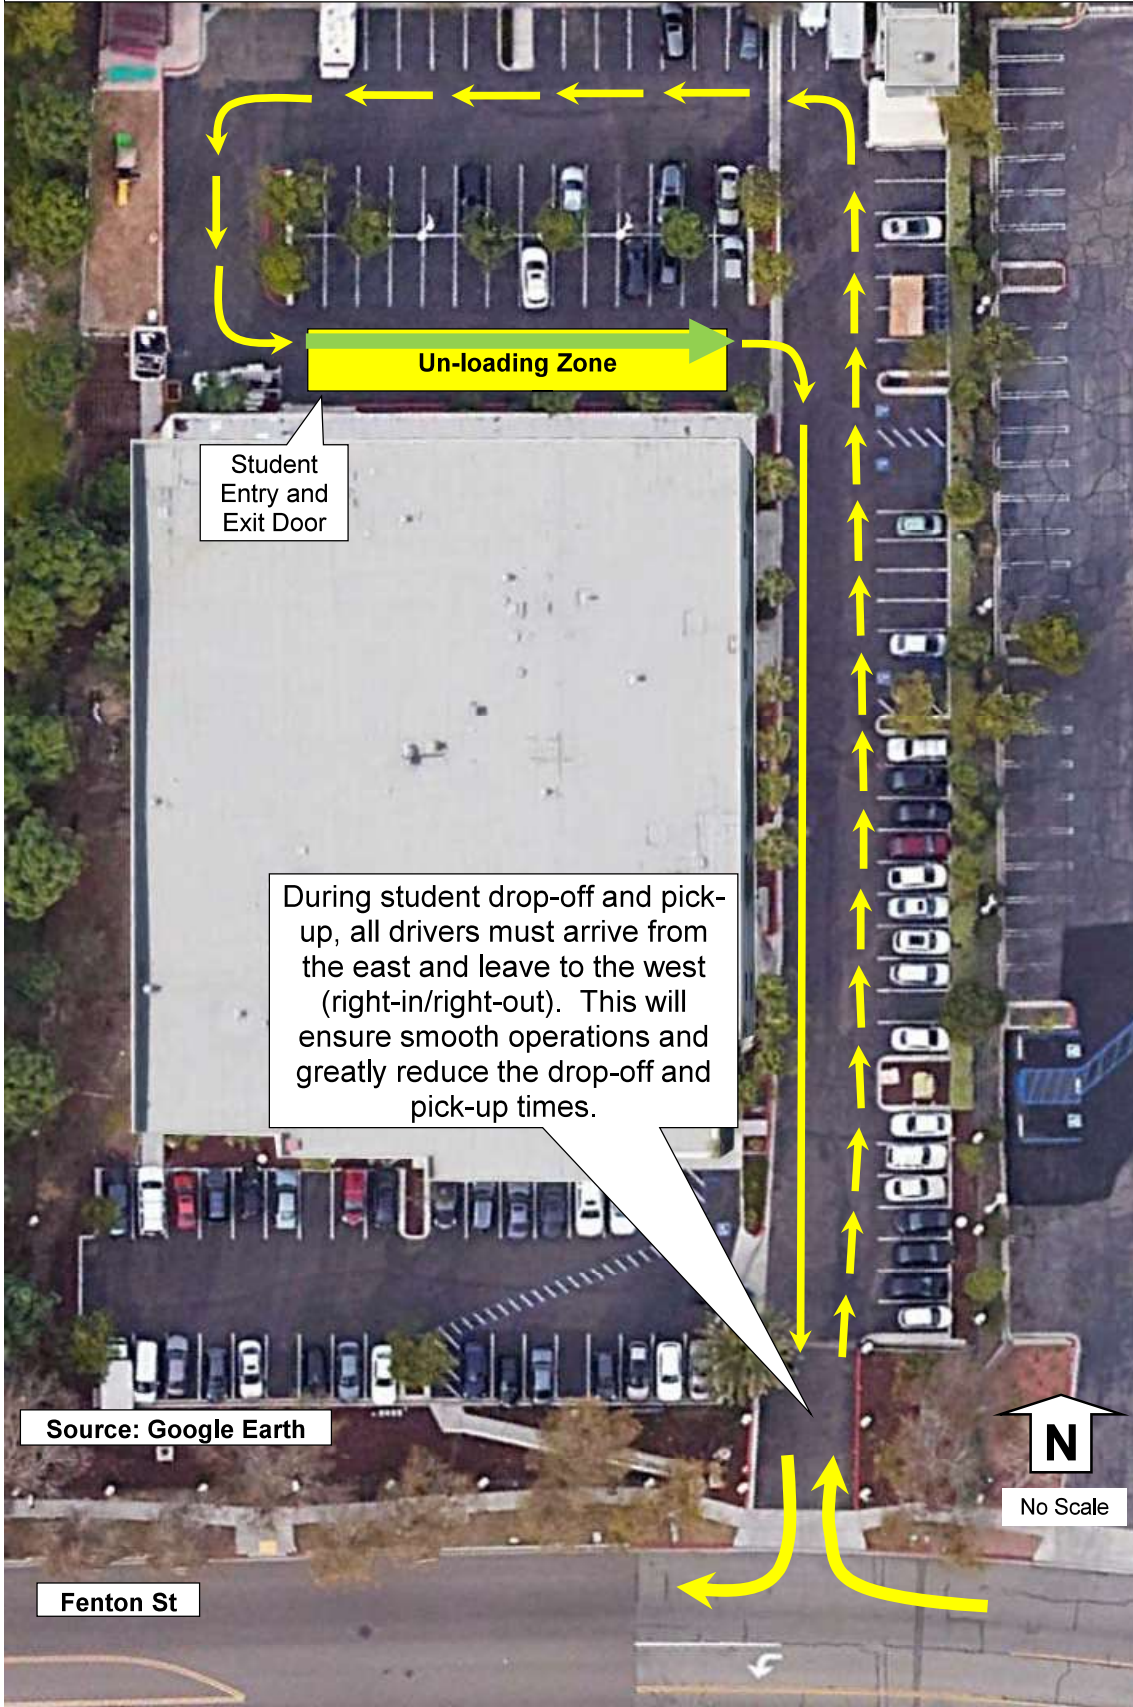 Un-loading Zone
Student
Entry and
Exit Door
During student drop-off and pick-
up, all drivers must arrive from
the east and leave to the west
(right-in/right-out).  This will
ensure smooth operations and
greatly reduce the drop-off and
pick-up times.
Source: Google Earth
N
No Scale
Fenton St